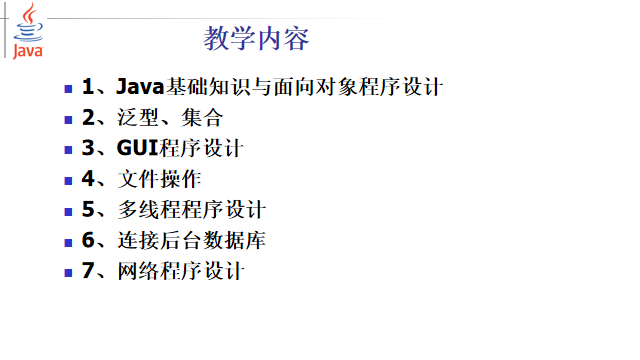 Java
教学内容
1、Java基础知识与面向对象程序设计
2、泛型、集合
3、GUI程序设计
4、文件操作
5、多线程程序设计
6、连接后台数据库
7、网络程序设计